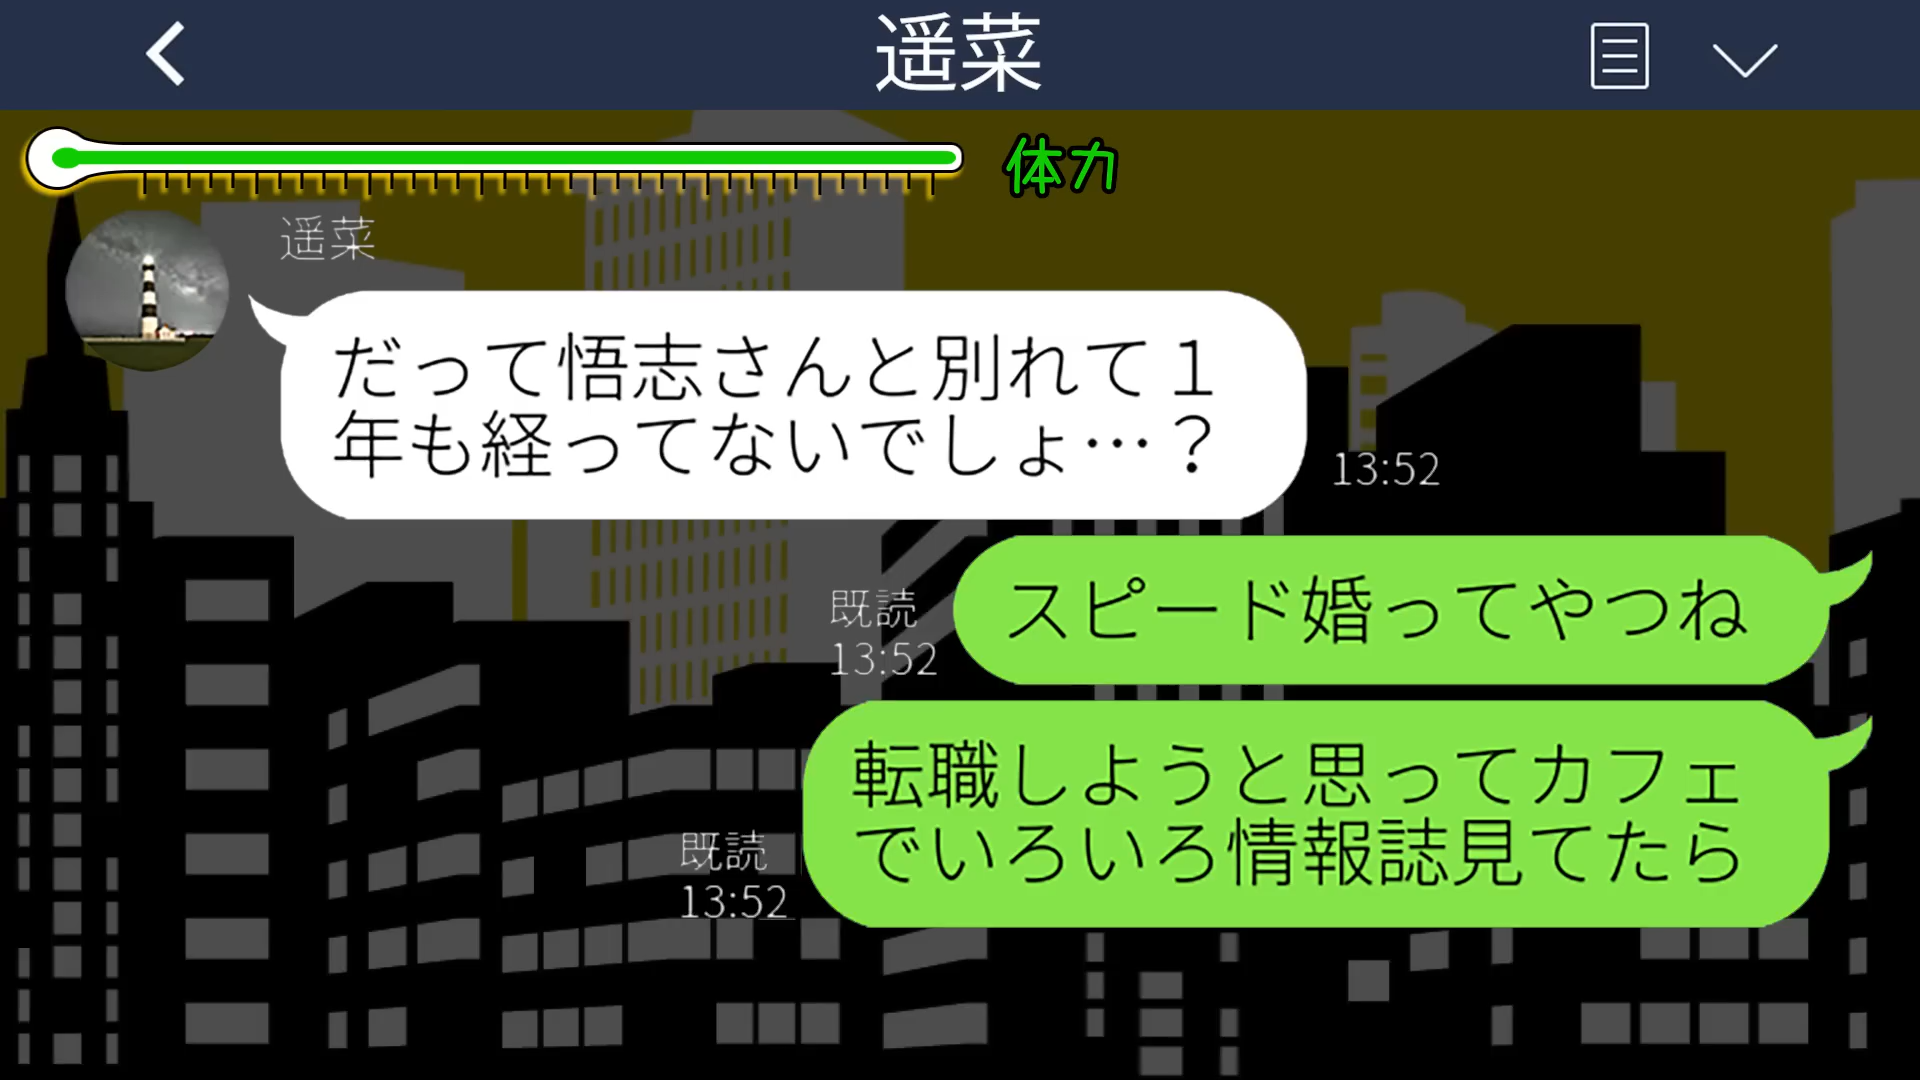 遥菜
体力
遥菜
だって悟志さんと別れて１
年も経ってないでしょ…？
13:52
スピード婚ってやつね
既読
13:52
転職しようと思ってカフェ
でいろいろ情報誌見てたら
既読
13:52